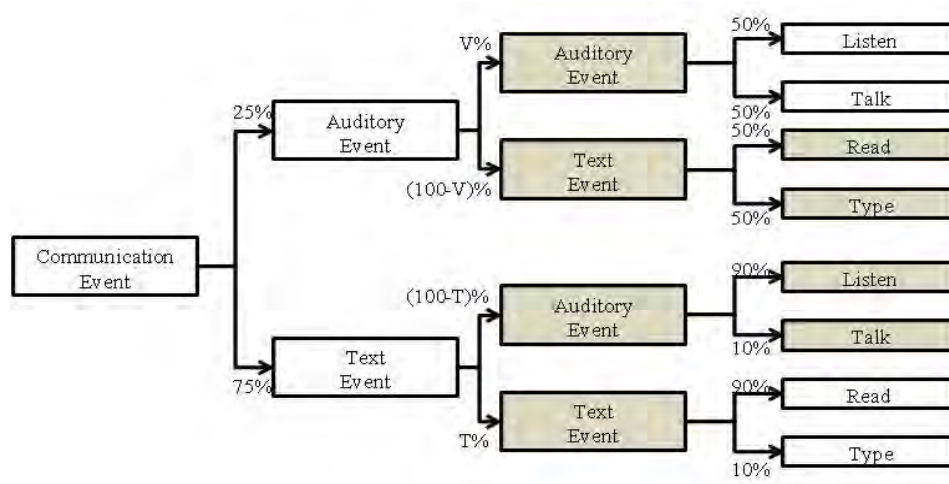 Communication
Event
25%
Auditory
Event
75%
Text
Event
V%
Auditory
Event
(100-V)%
Text
Event
(100-T)%
Auditory
Event
T%
Text
Event
50%
Listen
50%
Talk
50%
Read
50%
Type
90%
Listen
10%
Talk
90%
Read
10%
Type